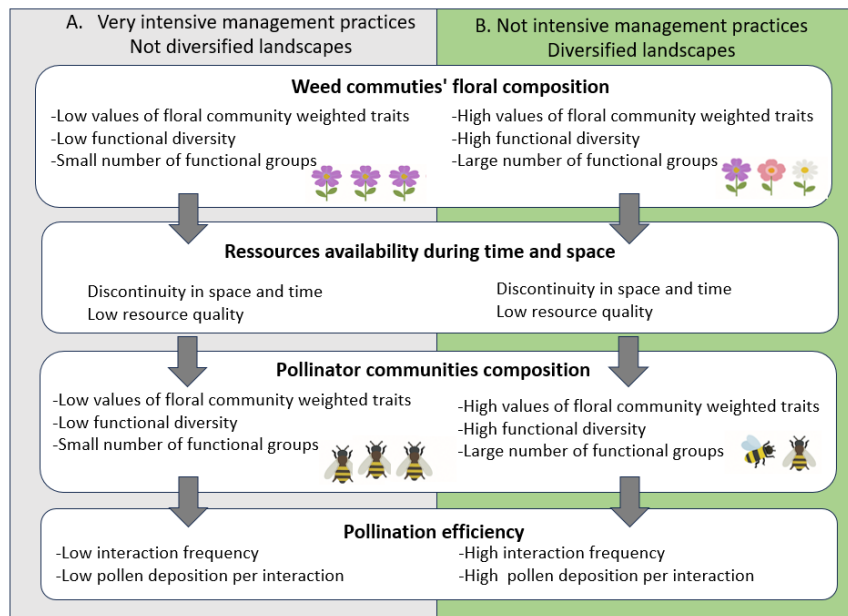 A. Very intensive management practices
Not diversified landscapes
B. Not intensive management practices
Diversified landscapes
Weed commuties' floral composition
-Low values of floral community weighted traits
-Low functional diversity
-Small number of functional groups
-High values of floral community weighted traits
-High functional diversity
-Large number of functional groups
Ressources availability during time and space
Discontinuity in space and time
Low resource quality
Discontinuity in space and time
Low resource quality
Pollinator communities composition
-Low values of floral community weighted traits
-Low functional diversity
-Small number of functional groups
-High values of floral community weighted traits
-High functional diversity
-Large number of functional groups
Pollination efficiency
-Low interaction frequency
-Low pollen deposition per interaction
-High interaction frequency
-High pollen deposition per interaction